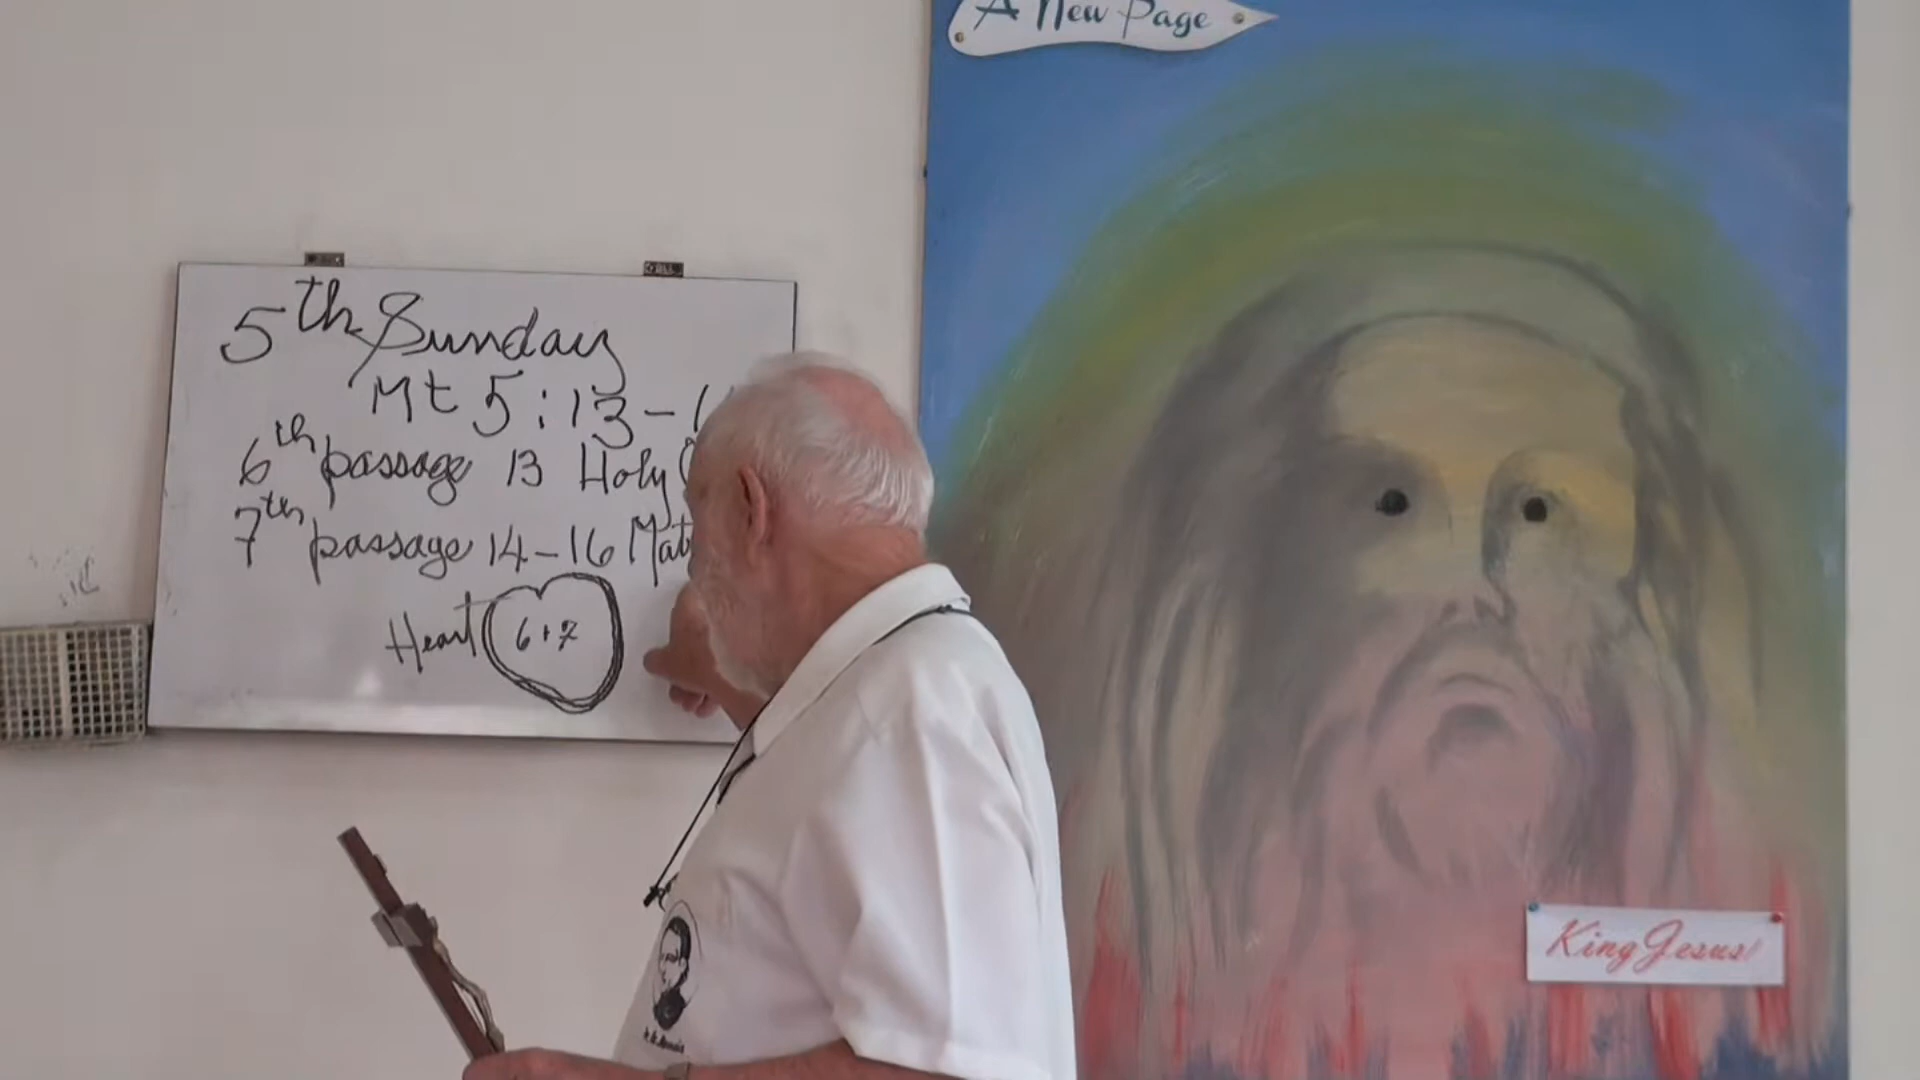 A New Page
5th Sunday
Mt 5:13-1
6th passage 13 Holy
7th passage 14-16 Mat
Heart 6+7
King Jesus!